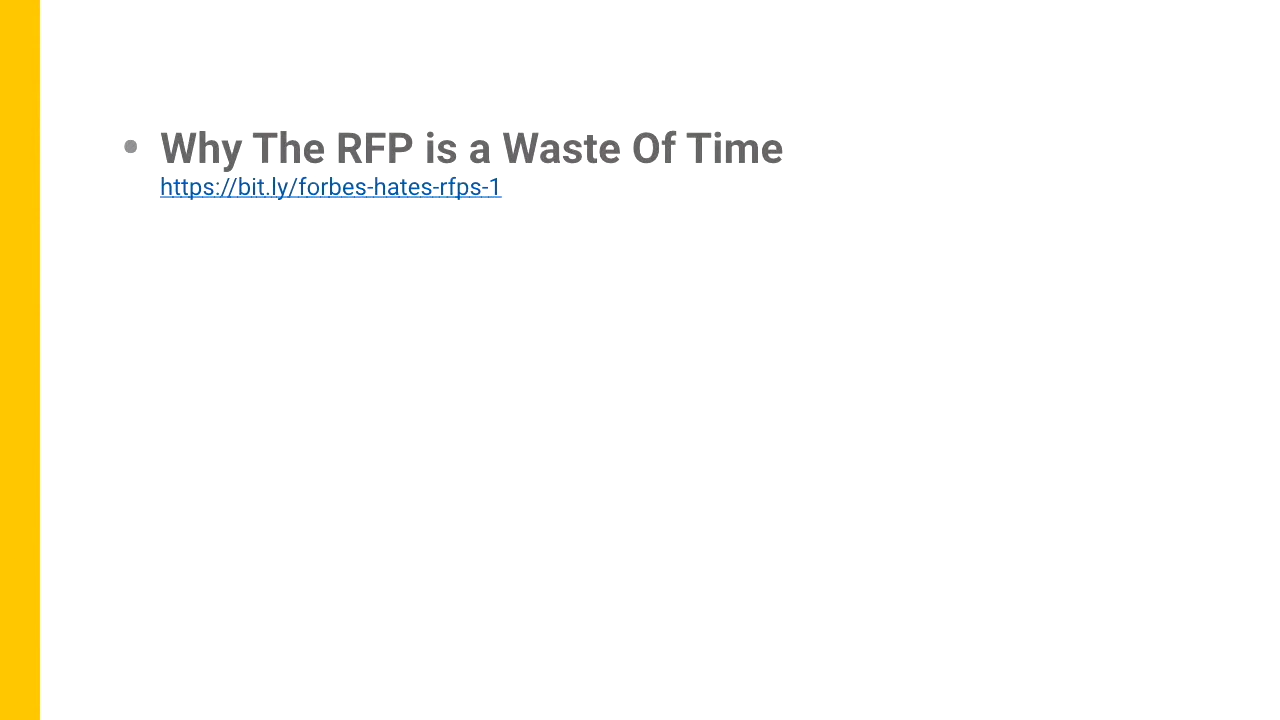 • Why The RFP is a Waste Of Time
https://bit.ly/forbes-hates-rfps-1